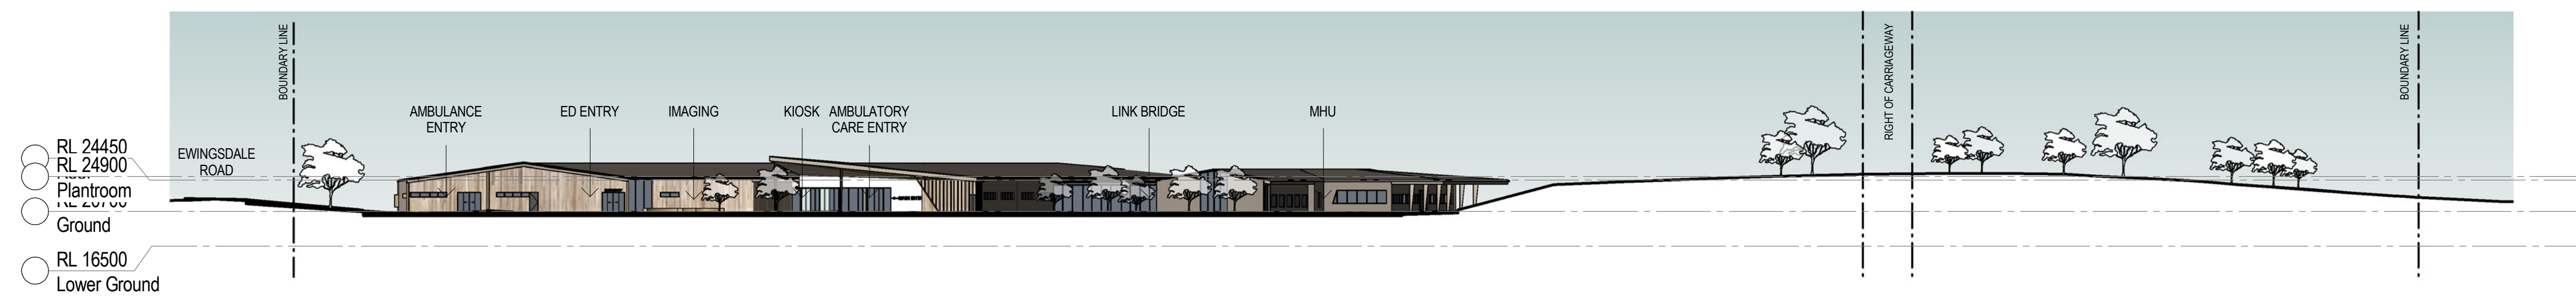 BOUNDARY LINE
RIGHT OF CARRIAGEWAY
BOUNDARY LINE
AMBULANCE
ENTRY
ED ENTRY
IMAGING
KIOSK
AMBULATORY
CARE ENTRY
LINK BRIDGE
MHU
EWINGSDALE
ROAD
RL 24450
RL 24900
Plantroom
Ground
RL 16500
Lower Ground